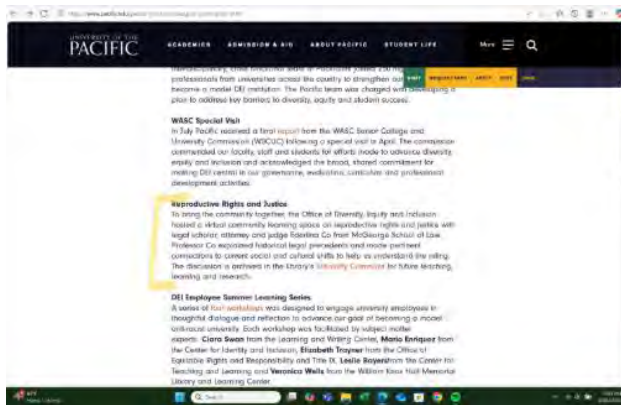 UNIVERSITY OF THE
PACIFIC
ACADEMICS ADMISSION & AID ABOUT PACIFIC STUDENT LIFE
More
professionals from universities across the country to strengthen our
become a model DEI institution. The Pacific team was charged with developing a
plan to address key barriers to diversity, equity and student success.
WASC Special Visit
In July Pacific received a final report from the WASC Senior College and
University Commission (WSCUC) following a special visit in April. The commission
commended our faculty, staff and students for efforts made to advance diversity,
equity and inclusion and acknowledged the broad, shared commitment for
making DEI central in our governance, evaluation, curriculum and professional
development activities.
Reproductive Rights and Justice
To bring the community together, the Office of Diversity, Equity and Inclusion
hosted a virtual community learning space on reproductive rights and justice with
legal scholar, attorney and judge Ederlina Co from McGeorge School of Law.
Professor Co explained historical legal precedents and made pertinent
connections to current social and cultural shifts to help us understand the ruling.
The discussion is archived in the Library's University Commons for future teaching,
learning and research.
DEI Employee Summer Learning Series
A series of four workshops was designed to engage university employees in
thoughtful dialogue and reflection to advance our goal of becoming a model
anti-racist university. Each workshop was facilitated by subject matter
experts: Ciara Swan from the Learning and Writing Center, Mario Enriquez from
the Center for Identity and Inclusion, Elizabeth Trayner from the Office of
Equitable Rights and Responsibility and Title IX, Leslie Bayers from the Center for
Teaching and Learning and Veronica Wells from the William Knox Holt Memorial
Library and Learning Center.
Search